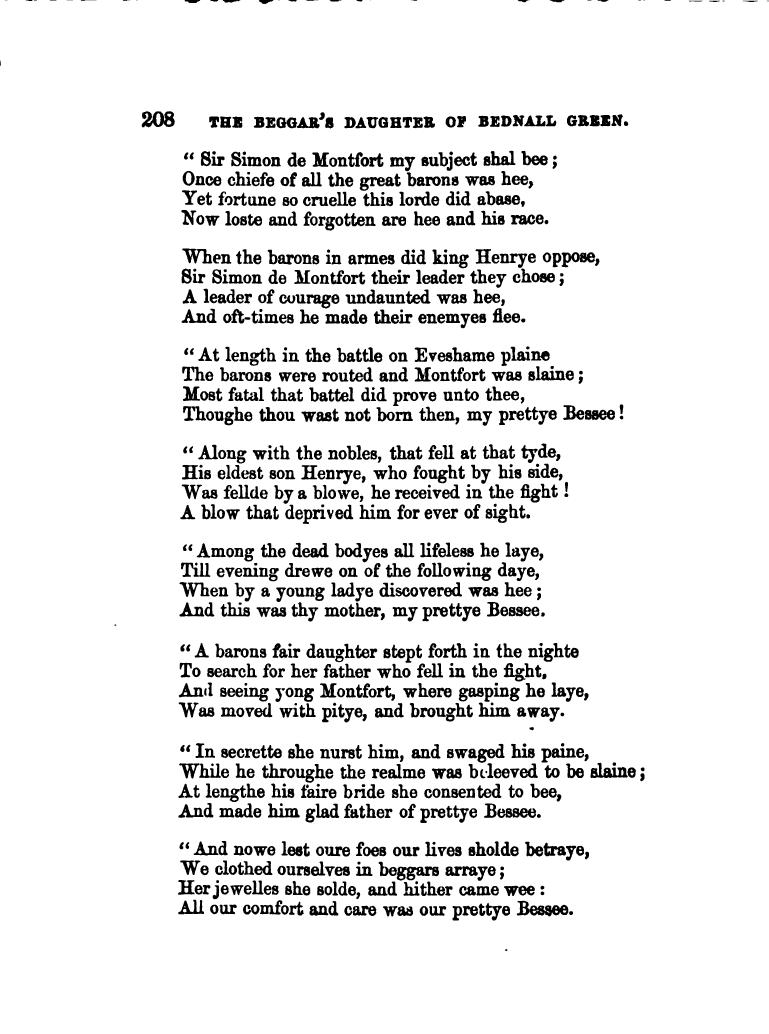 208 THE BEGGAR'S DAUGHTER OF BEDNALL GREEN.
“ Sir Simon de Montfort my subject shal bee ;
Once chiefe of all the great barons was hee,
Yet fortune so cruelle this lorde did abase,
Now loste and forgotten are hee and his race.
When the barons in armes did king Henrye oppose,
Sir Simon de Montfort their leader they chose ;
A leader of courage undaunted was hee,
And oft-times he made their enemyes flee.
“ At length in the battle on Eveshame plaine
The barons were routed and Montfort was slaine ;
Most fatal that battel did prove unto thee,
Thoughe thou wast not born then, my prettye Bessee !
“ Along with the nobles, that fell at that tyde,
His eldest son Henrye, who fought by his side,
Was fellde by a blowe, he received in the fight !
A blow that deprived him for ever of sight.
“ Among the dead bodyes all lifeless he laye,
Till evening drewe on of the following daye,
When by a young ladye discovered was hee ;
And this was thy mother, my prettye Bessee.
“ A barons fair daughter stept forth in the nighte
To search for her father who fell in the fight,
And seeing yong Montfort, where gasping he laye,
Was moved with pitye, and brought him away.
“ In secrette she nurst him, and swaged his paine,
While he throughe the realme was beleeved to be slaine ;
At lengthe his faire bride she consented to bee,
And made him glad father of prettye Bessee.
“ And nowe lest oure foes our lives sholde betraye,
We clothed ourselves in beggars arraye ;
Her jewelles she solde, and hither came wee :
All our comfort and care was our prettye Bessee.